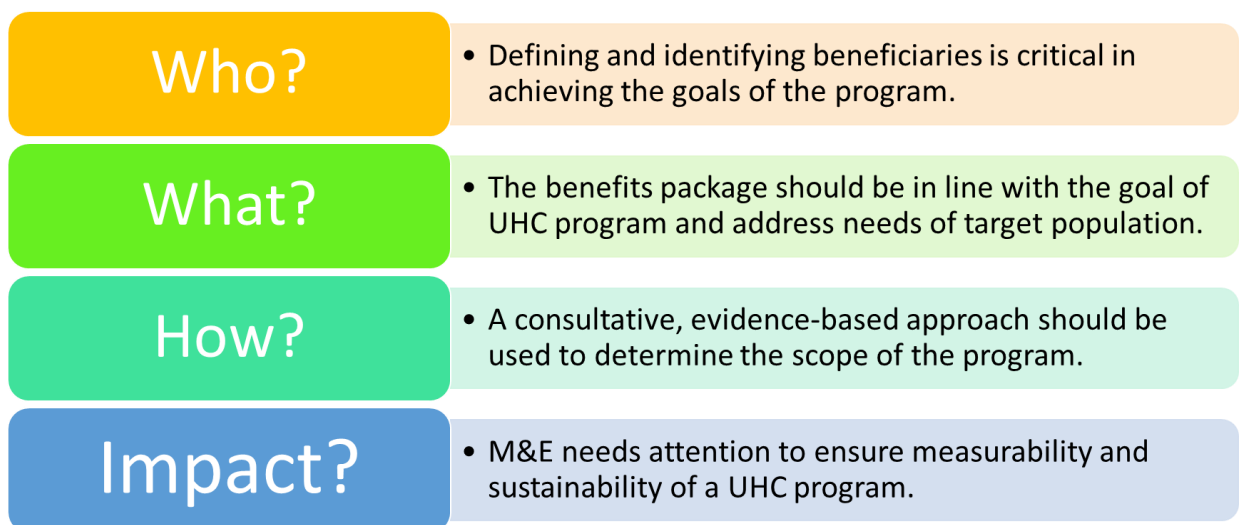 Who?
• Defining and identifying beneficiaries is critical in
achieving the goals of the program.
What?
• The benefits package should be in line with the goal of
UHC program and address needs of target population.
How?
• A consultative, evidence-based approach should be
used to determine the scope of the program.
Impact?
• M&E needs attention to ensure measurability and
sustainability of a UHC program.